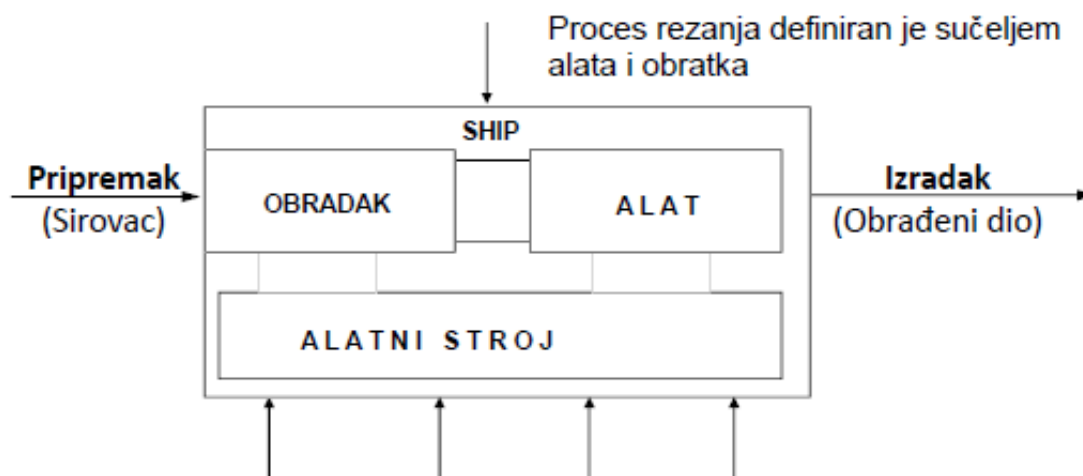 Proces rezanja definiran je sučeljem
alata i obratka
SHIP
Pripremak
(Sirovac)
OBRADAK
ALAT
Izradak
(Obrađeni dio)
ALATNI STROJ